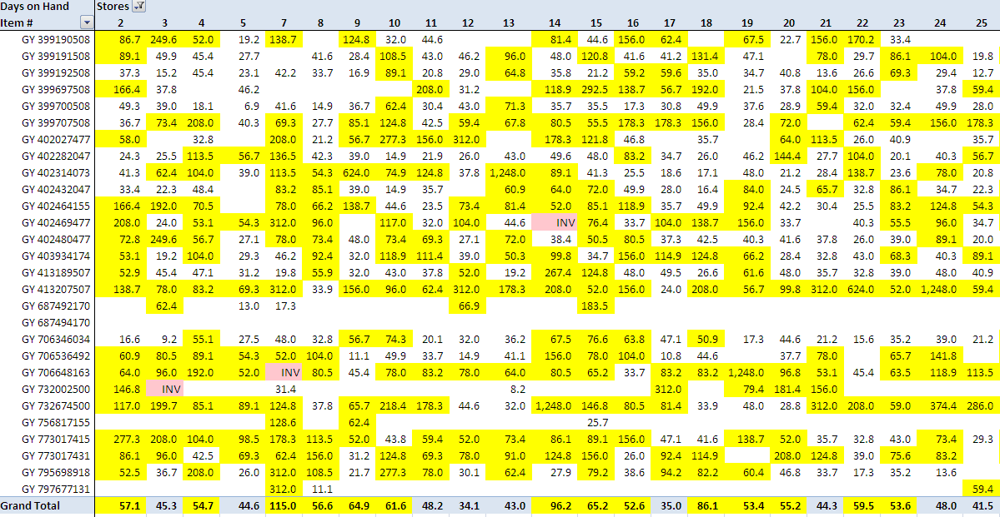 Days on Hand Stores
Item # 2 3 4 5 7 8 9 10 11 12 13 14 15 16 17 18 19 20 21 22 23 24 25
GY 399190508 86.7 249.6 52.0 19.2 138.7 124.8 32.0 44.6 81.4 44.6 156.0 62.4 67.5 22.7 156.0 170.2 33.4
GY 399191508 89.1 49.9 45.4 27.7 41.6 28.4 108.5 43.0 46.2 96.0 48.0 120.8 41.6 41.2 131.4 47.1 78.0 29.7 86.1 104.0 19.8
GY 399192508 37.3 15.2 45.4 23.1 42.2 33.7 16.9 89.1 20.8 29.0 64.8 35.8 21.2 59.2 59.6 35.0 34.7 40.8 13.6 26.6 69.3 29.4 12.7
GY 399697508 166.4 37.8 46.2 208.0 31.2 118.9 292.5 138.7 56.7 192.0 21.5 37.8 104.0 156.0 37.8 59.4
GY 399700508 49.3 39.0 18.1 6.9 41.6 14.9 36.7 62.4 30.4 43.0 71.3 35.7 35.5 17.3 30.8 49.9 37.6 28.9 59.4 32.0 32.4 49.9 28.0
GY 399707508 36.7 73.4 208.0 40.3 69.3 27.7 85.1 124.8 42.5 59.4 67.8 80.5 55.5 178.3 178.3 156.0 28.4 72.0 62.4 59.4 156.0 178.3
GY 402027477 58.0 32.8 208.0 21.2 56.7 277.3 156.0 312.0 178.3 121.8 46.8 35.7 64.0 113.5 26.0 40.9 35.7
GY 402282047 24.3 25.5 113.5 56.7 136.5 42.3 39.0 14.9 21.9 26.0 43.0 49.6 48.0 83.2 34.7 26.0 46.2 144.4 27.7 104.0 20.1 40.3 56.7
GY 402314073 41.3 62.4 104.0 39.0 113.5 54.3 624.0 74.9 124.8 37.8 1,248.0 89.1 41.3 25.5 18.6 17.1 48.0 21.2 28.4 138.7 23.6 78.0 20.8
GY 402432047 33.4 22.3 48.4 83.2 85.1 39.0 14.9 35.7 60.9 64.0 72.0 49.9 28.0 16.4 84.0 24.5 65.7 32.8 86.1 34.7 22.3
GY 402464155 166.4 192.0 70.5 78.0 66.2 138.7 44.6 23.5 73.4 81.4 52.0 85.1 118.9 35.7 49.9 92.4 42.2 30.4 25.5 83.2 124.8 54.3
GY 402469477 208.0 24.0 53.1 54.3 312.0 96.0 117.0 32.0 104.0 44.6 INV 76.4 33.7 104.0 138.7 156.0 33.7 40.3 55.5 96.0 34.7
GY 402480477 72.8 249.6 56.7 27.1 78.0 73.4 48.0 73.4 69.3 27.1 72.0 38.4 50.5 80.5 37.3 42.5 40.3 41.6 37.8 26.0 39.0 89.1 20.0
GY 403934174 53.1 19.2 104.0 29.3 46.2 92.4 32.0 118.9 111.4 39.0 50.3 99.8 34.7 156.0 114.9 124.8 66.2 28.4 32.8 43.0 68.3 40.3 89.1
GY 413189507 52.9 45.4 47.1 31.2 19.8 55.9 32.0 43.0 37.8 52.0 19.2 267.4 124.8 48.0 49.5 26.6 61.6 48.0 35.7 32.8 39.0 48.0 40.9
GY 413207507 138.7 78.0 83.2 69.3 312.0 33.9 156.0 96.0 62.4 312.0 178.3 208.0 52.0 156.0 24.0 208.0 56.7 99.8 312.0 624.0 52.0 1,248.0 59.4
GY 687492170 62.4 13.0 17.3 66.9 183.5
GY 687494170
GY 706346034 16.6 9.2 55.1 27.5 48.0 32.8 56.7 74.3 20.1 32.0 36.2 67.5 76.6 63.8 47.1 50.9 17.3 44.6 21.2 15.6 35.2 39.0 21.2
GY 706536492 60.9 80.5 89.1 54.3 52.0 104.0 11.1 49.9 33.7 14.9 41.1 156.0 78.0 104.0 10.8 44.6 37.7 78.0 65.7 141.8
GY 706648163 64.0 96.0 192.0 52.0 INV 80.5 45.4 78.0 83.2 78.0 64.0 80.5 65.2 33.7 83.2 83.2 1,248.0 96.8 53.1 45.4 63.5 118.9 113.5
GY 732002500 146.8 INV 31.4 8.2 312.0 79.4 181.4 156.0
GY 732674500 117.0 199.7 85.1 89.1 124.8 37.8 65.7 218.4 178.3 44.6 32.0 1,248.0 146.8 80.5 81.4 33.9 48.0 28.8 312.0 208.0 59.0 374.4 286.0
GY 756817155 128.6 62.4 25.7
GY 773017415 277.3 208.0 104.0 98.5 178.3 113.5 52.0 43.8 59.4 52.0 73.4 86.1 89.1 156.0 47.1 41.6 138.7 52.0 35.7 32.8 43.0 73.4 29.3
GY 773017431 86.1 96.0 42.5 69.3 62.4 156.0 31.2 124.8 69.3 78.0 91.0 124.8 156.0 26.0 92.4 114.9 208.0 124.8 39.0 75.6 83.2
GY 795698918 52.5 36.7 208.0 26.0 312.0 108.5 21.7 277.3 78.0 30.1 62.4 27.9 79.2 38.6 94.2 82.2 60.4 46.8 33.7 17.3 35.2 13.6
GY 797677131 312.0 11.1 59.4
Grand Total 57.1 45.3 54.7 44.6 115.0 56.6 64.9 61.6 48.2 34.1 43.0 96.2 65.2 52.6 35.0 86.1 53.4 55.2 44.3 59.5 53.6 48.0 41.5